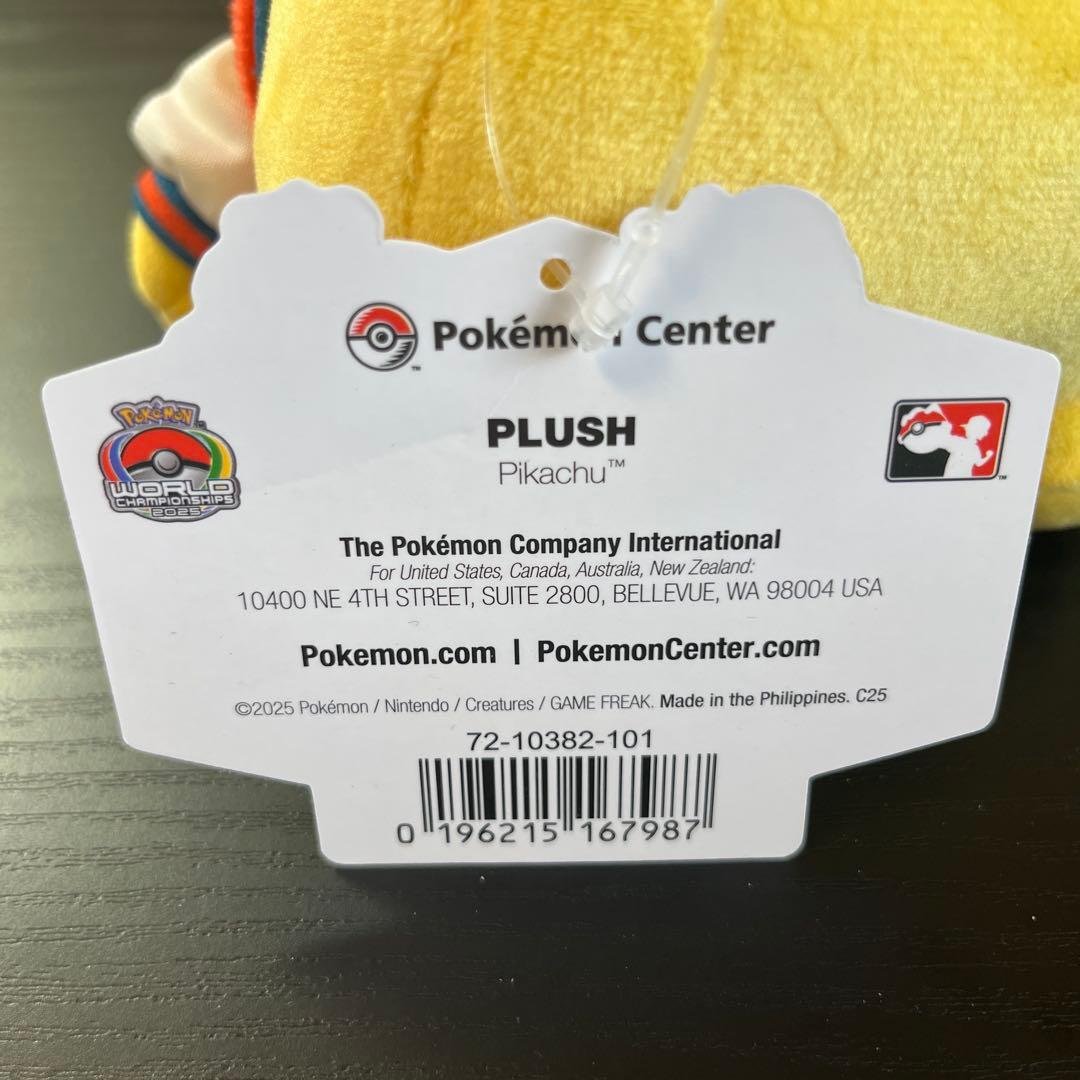 Pokémon Center
POKÉMON
WORLD
CHAMPIONSHIPS
2025
PLUSH
Pikachu™
The Pokémon Company International
For United States, Canada, Australia, New Zealand:
10400 NE 4TH STREET, SUITE 2800, BELLEVUE, WA 98004 USA
Pokemon.com | PokemonCenter.com
©2025 Pokémon / Nintendo / Creatures / GAME FREAK. Made in the Philippines. C25
72-10382-101
0 196215 167987